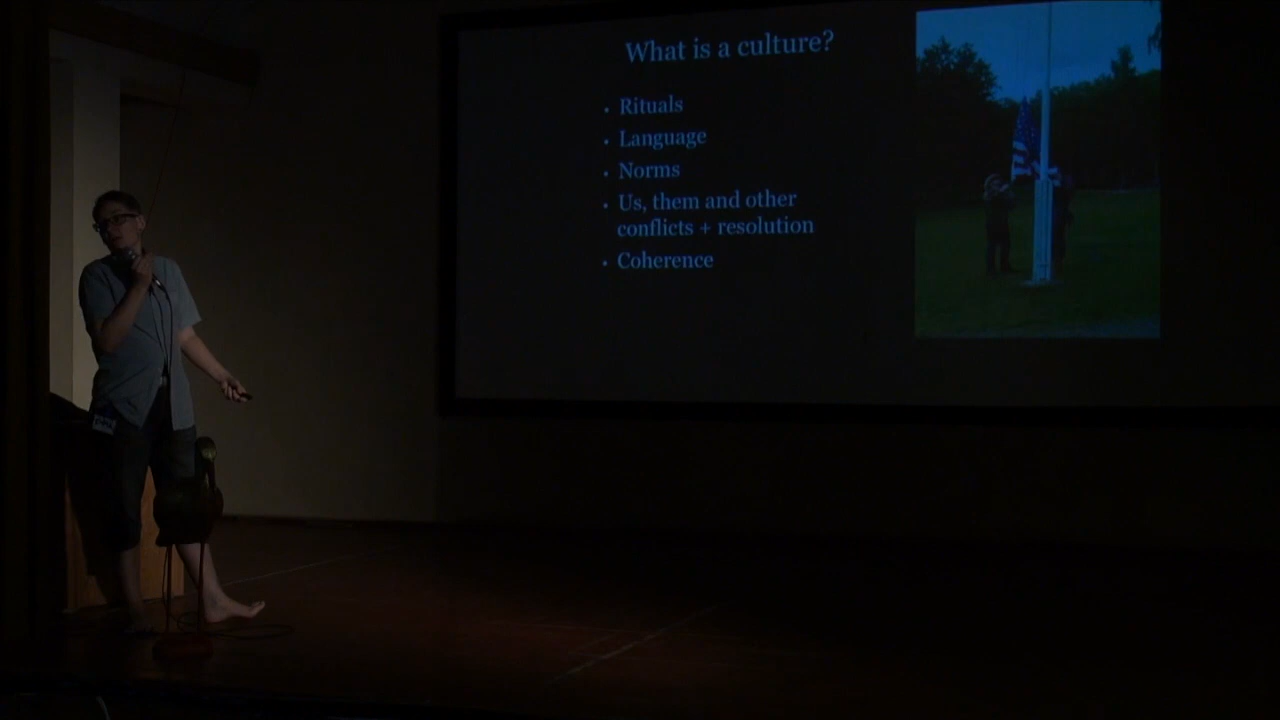 What is a culture?
• Rituals
• Language
• Norms
• Us, them and other
conflicts + resolution
• Coherence